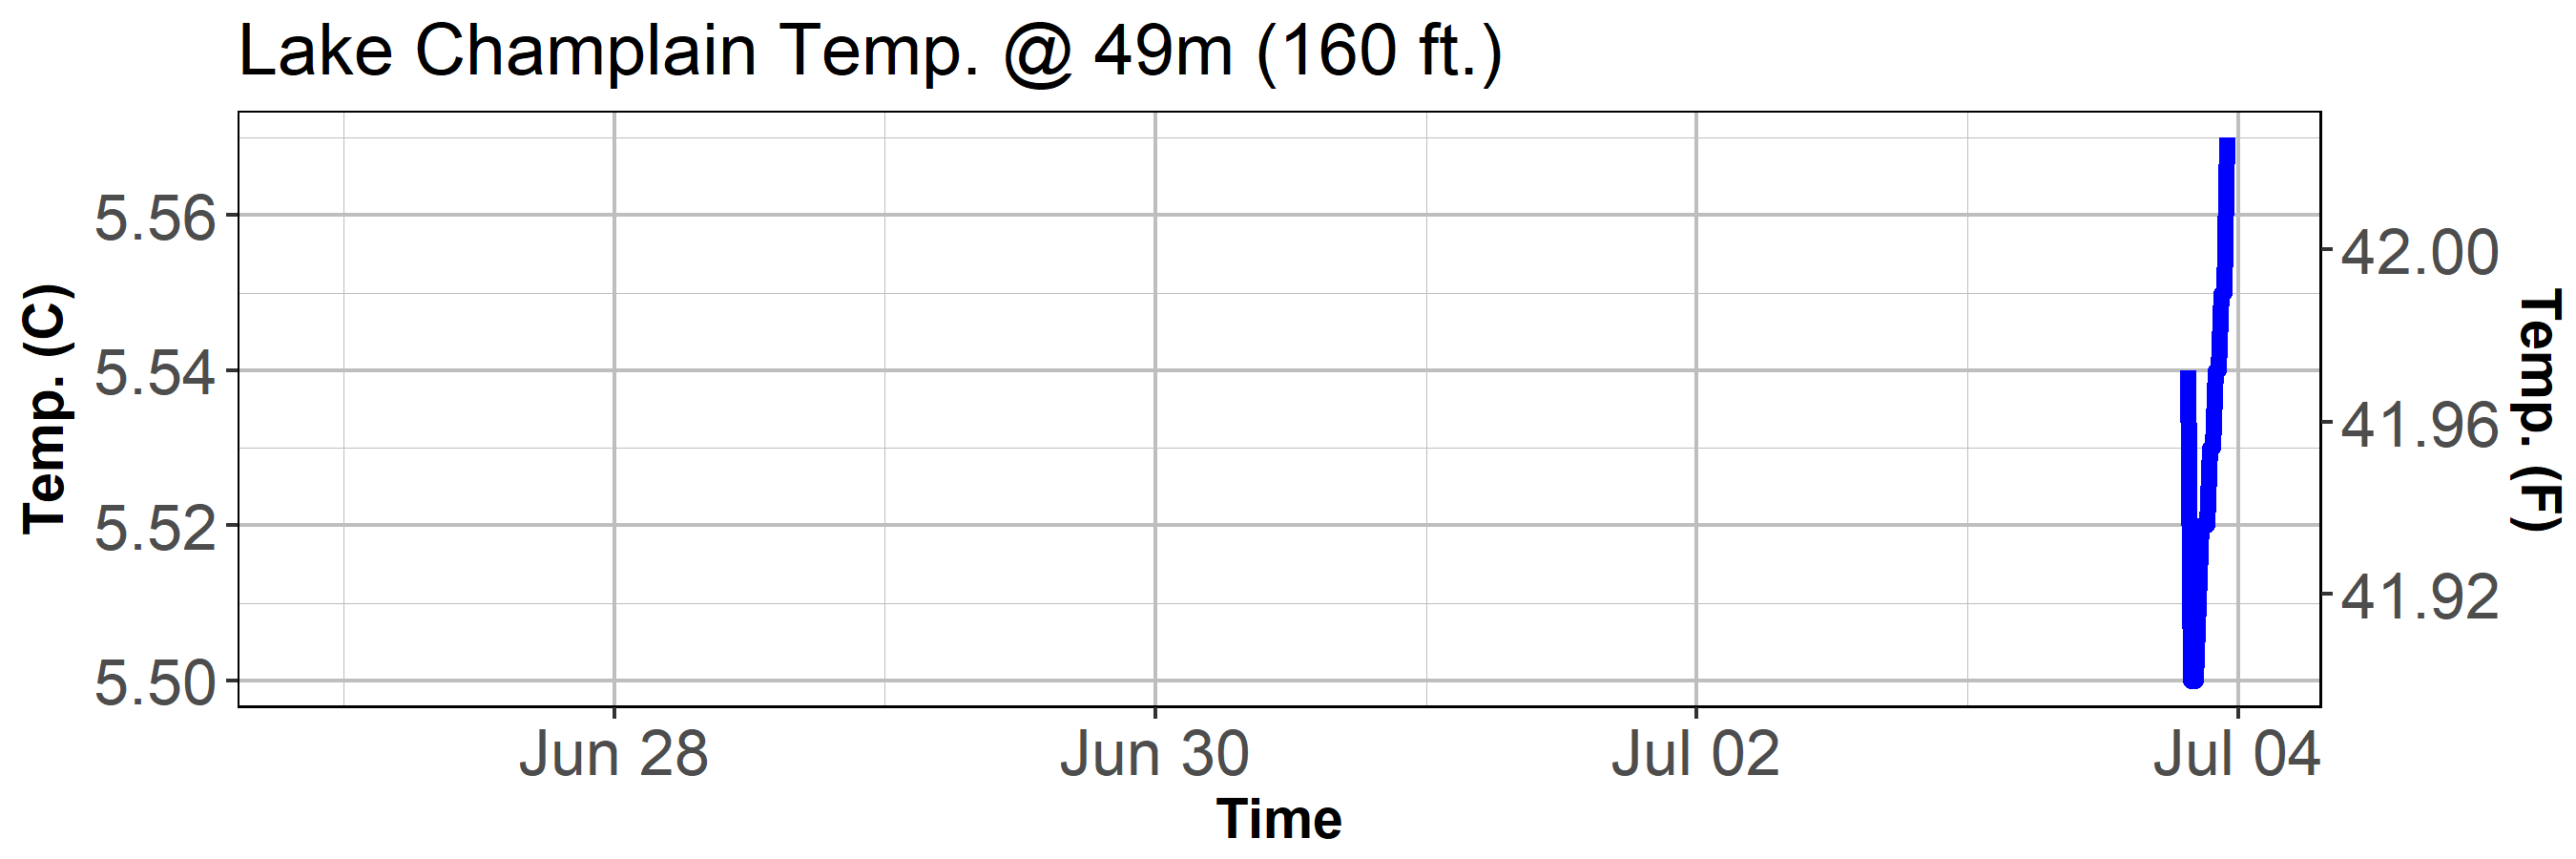 Lake Champlain Temp. @ 49m (160 ft.)
Temp. (C)
5.56
5.54
5.52
5.50
42.00
41.96
41.92
Temp. (F)
Jun 28 Jun 30 Jul 02 Jul 04
Time